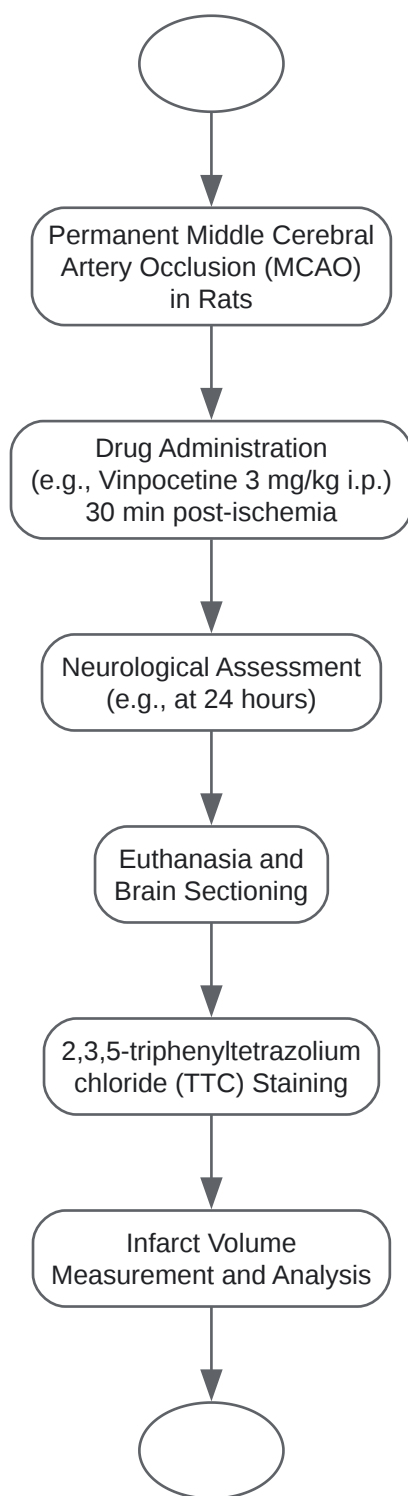 Permanent Middle Cerebral
Artery Occlusion (MCAO)
in Rats
Drug Administration
(e.g., Vinpocetine 3 mg/kg i.p.)
30 min post-ischemia
Neurological Assessment
(e.g., at 24 hours)
Euthanasia and
Brain Sectioning
2,3,5-triphenyltetrazolium
chloride (TTC) Staining
Infarct Volume
Measurement and Analysis